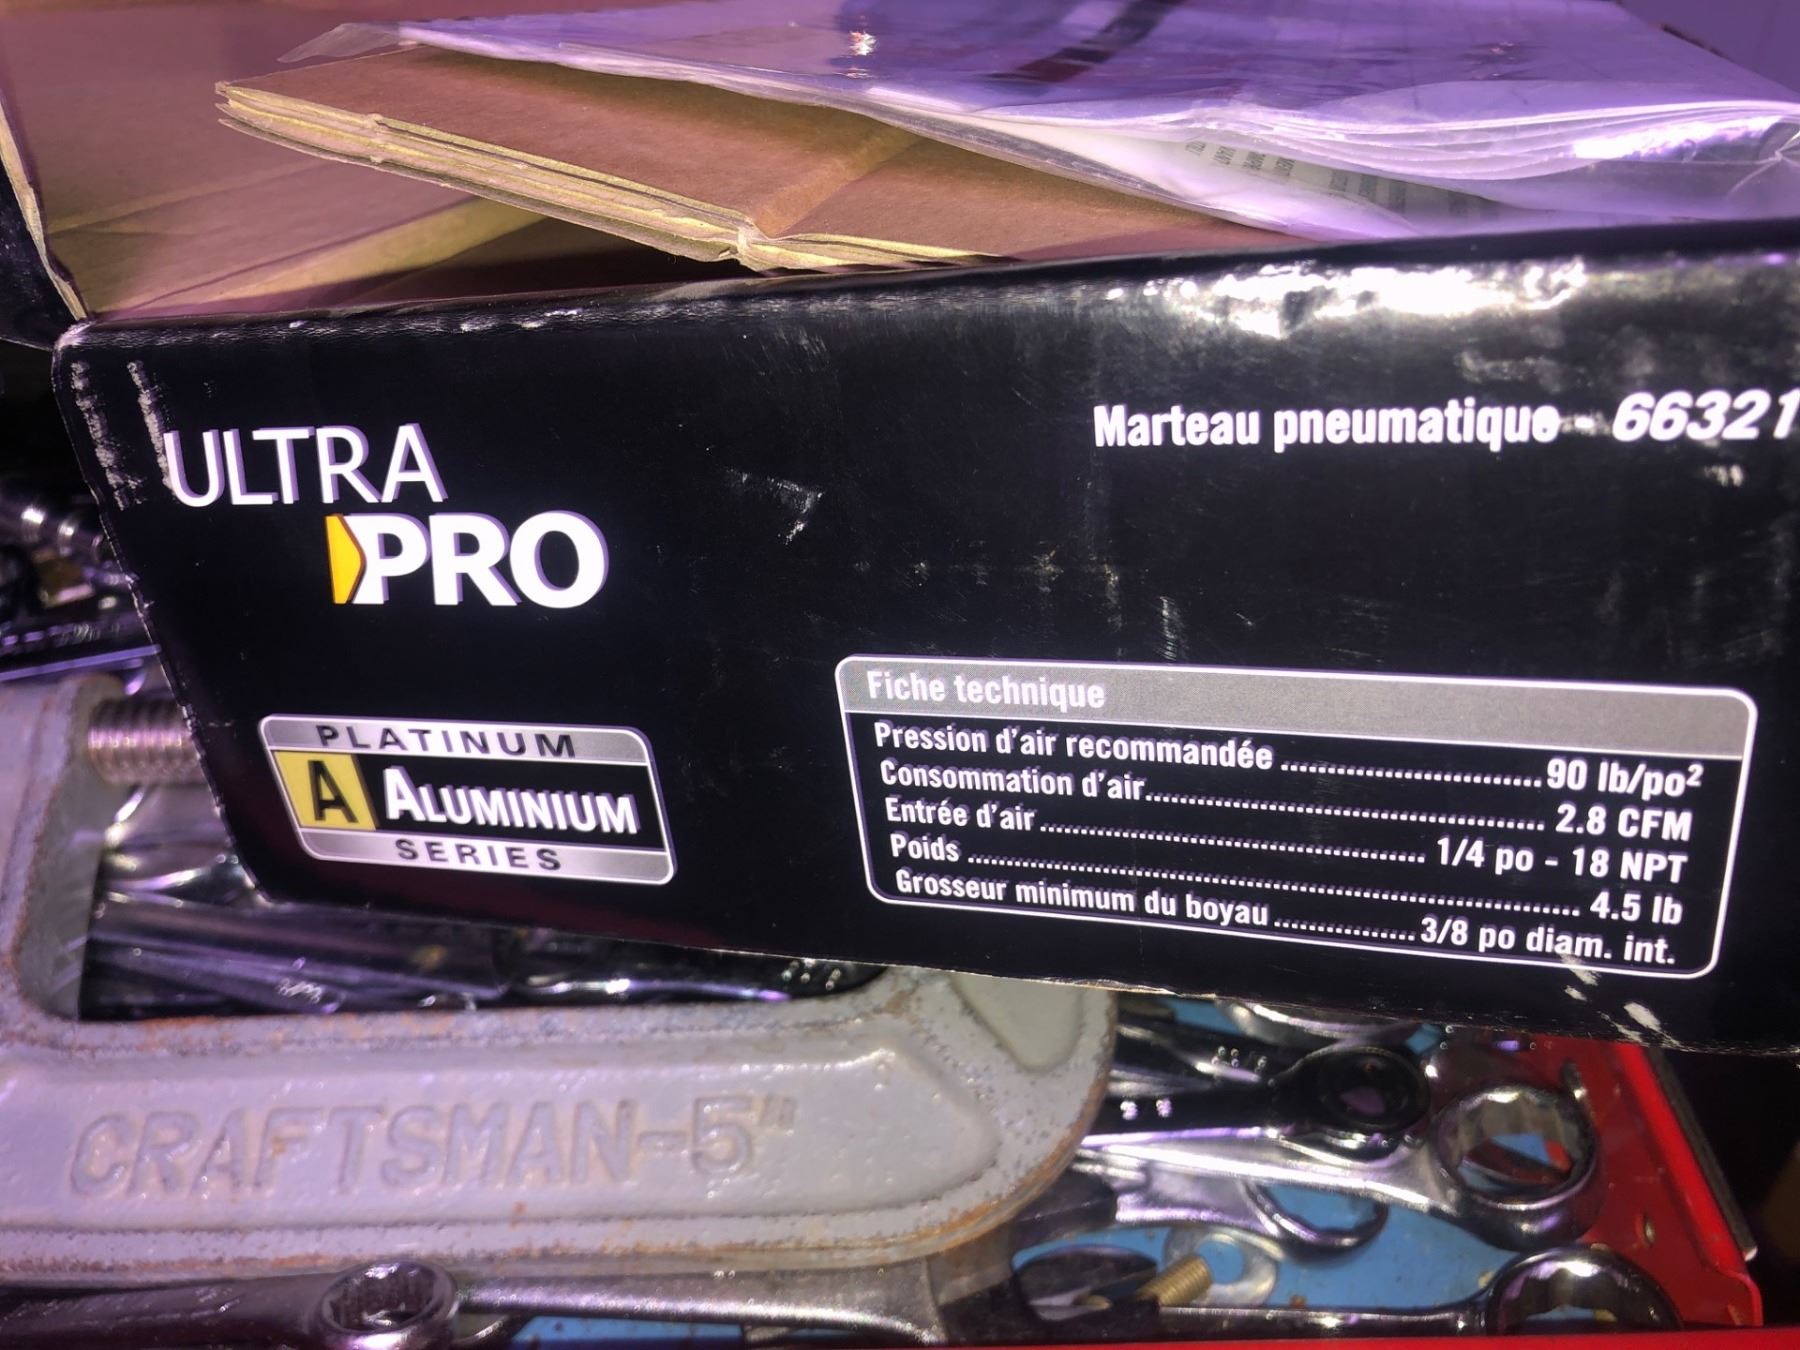 ULTRA
PRO
Marteau pneumatique - 66321
PLATINUM
A ALUMINIUM
SERIES
Fiche technique
Pression d'air recommandée ........................................ 90 lb/po²
Consommation d'air............................................................ 2.8 CFM
Entrée d'air ........................................................... 1/4 po - 18 NPT
Poids .......................................................................................... 4.5 lb
Grosseur minimum du boyau .................... 3/8 po diam. int.
CRAFTSMAN-5"